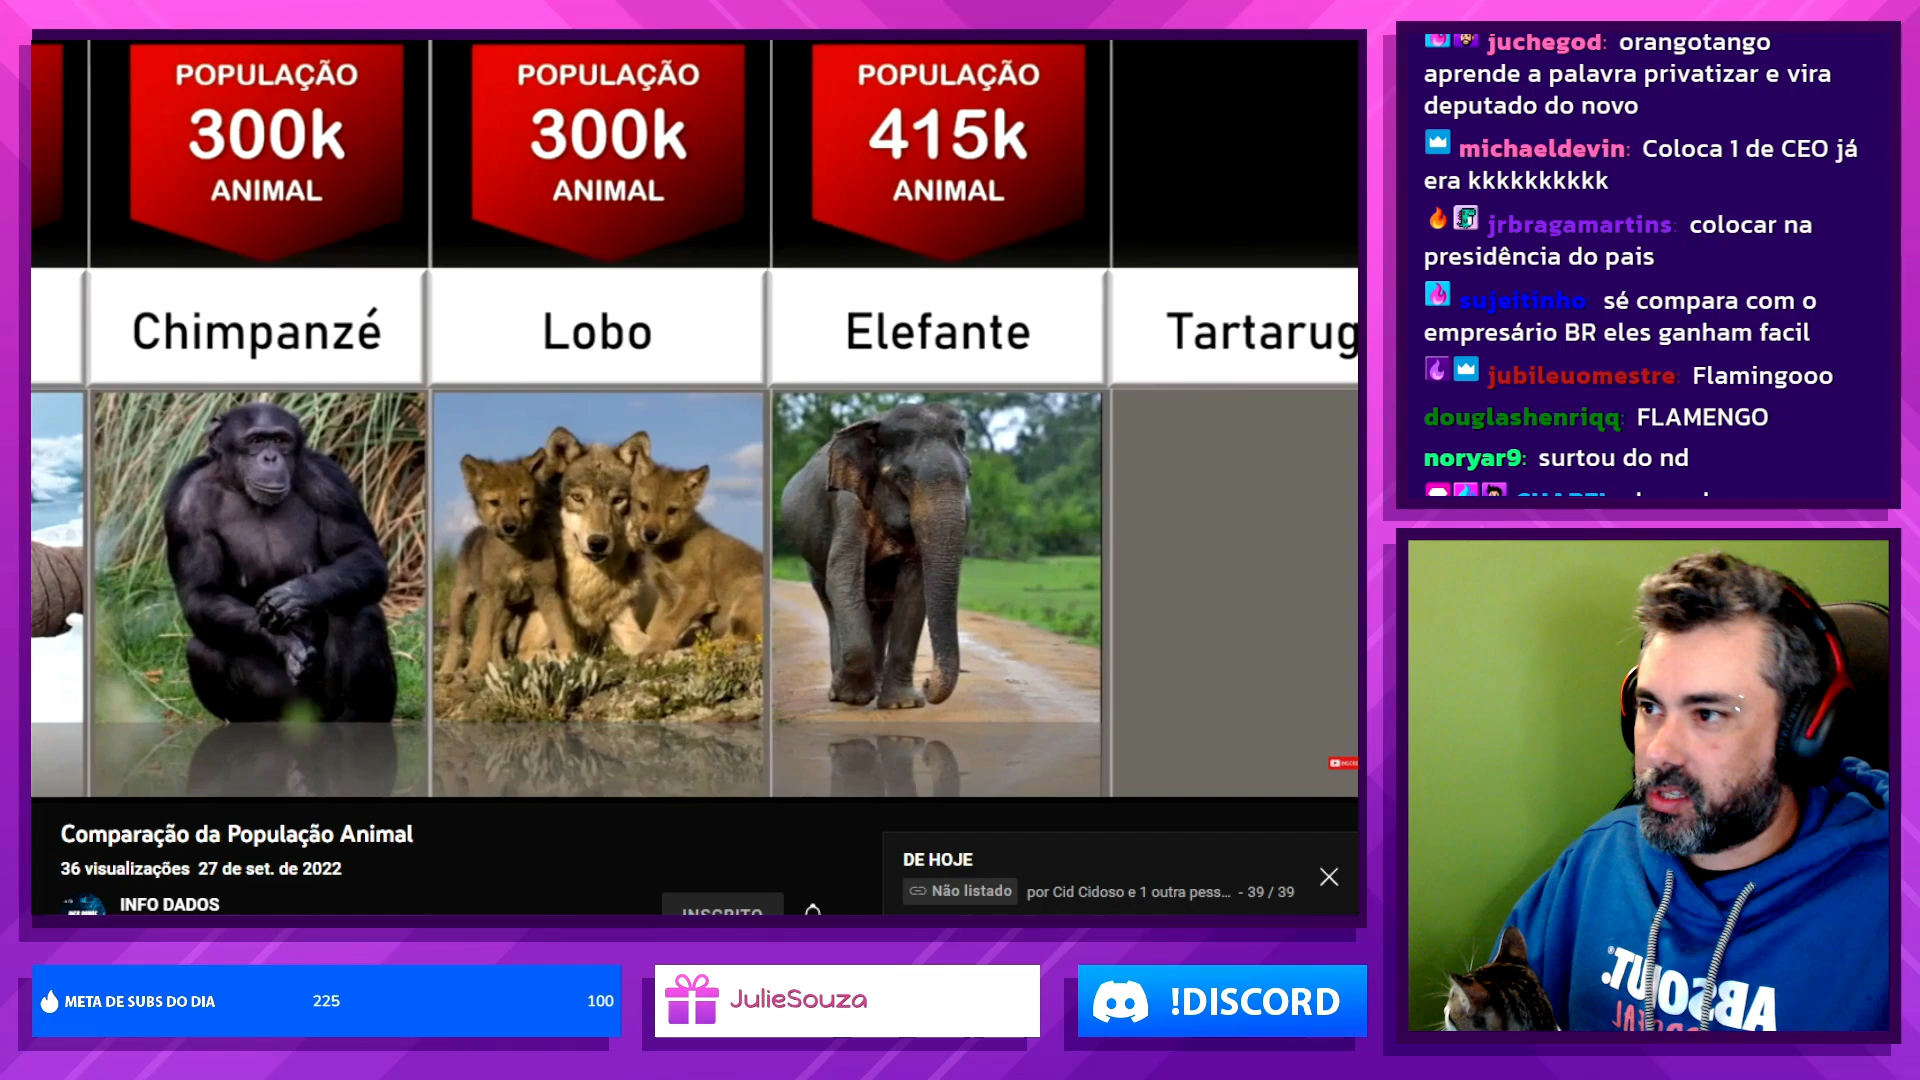 POPULAÇÃO
300k
ANIMAL
POPULAÇÃO
300k
ANIMAL
POPULAÇÃO
415k
ANIMAL
Chimpanzé
Lobo
Elefante
Tartarug
Comparação da População Animal
36 visualizações 27 de set. de 2022
INFO DADOS
INSCRITO
DE HOJE
Não listado
por Cid Cidoso e 1 outra pess... - 39 / 39
juchegod: orangotango
aprende a palavra privatizar e vira
deputado do novo
michaeldevin: Coloca 1 de CEO já
era kkkkkkkkkk
jrbragamartins: colocar na
presidência do pais
sujeitinho: sé compara com o
empresário BR eles ganham facil
jubileuomestre: Flamingooo
douglashenriqq: FLAMENGO
noryar9: surtou do nd
META DE SUBS DO DIA 225 100
JulieSouza
!DISCORD
ABSOLUT.